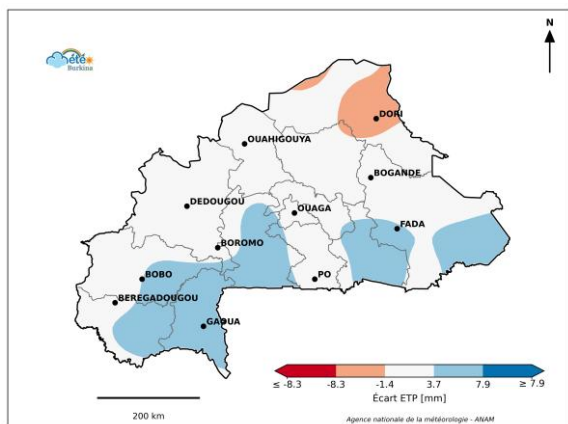 N
Météo
Burkina
DORI
OUAHIGOUYA
BOGANDE
DEDOUGOU
OUAGA
FADA
BOROMO
BOBO
PO
BEREGADOUGOU
GAOUA
≤ -8.3 -8.3 -1.4 3.7 7.9 ≥ 7.9
Écart ETP [mm]
200 km
Agence nationale de la météorologie - ANAM